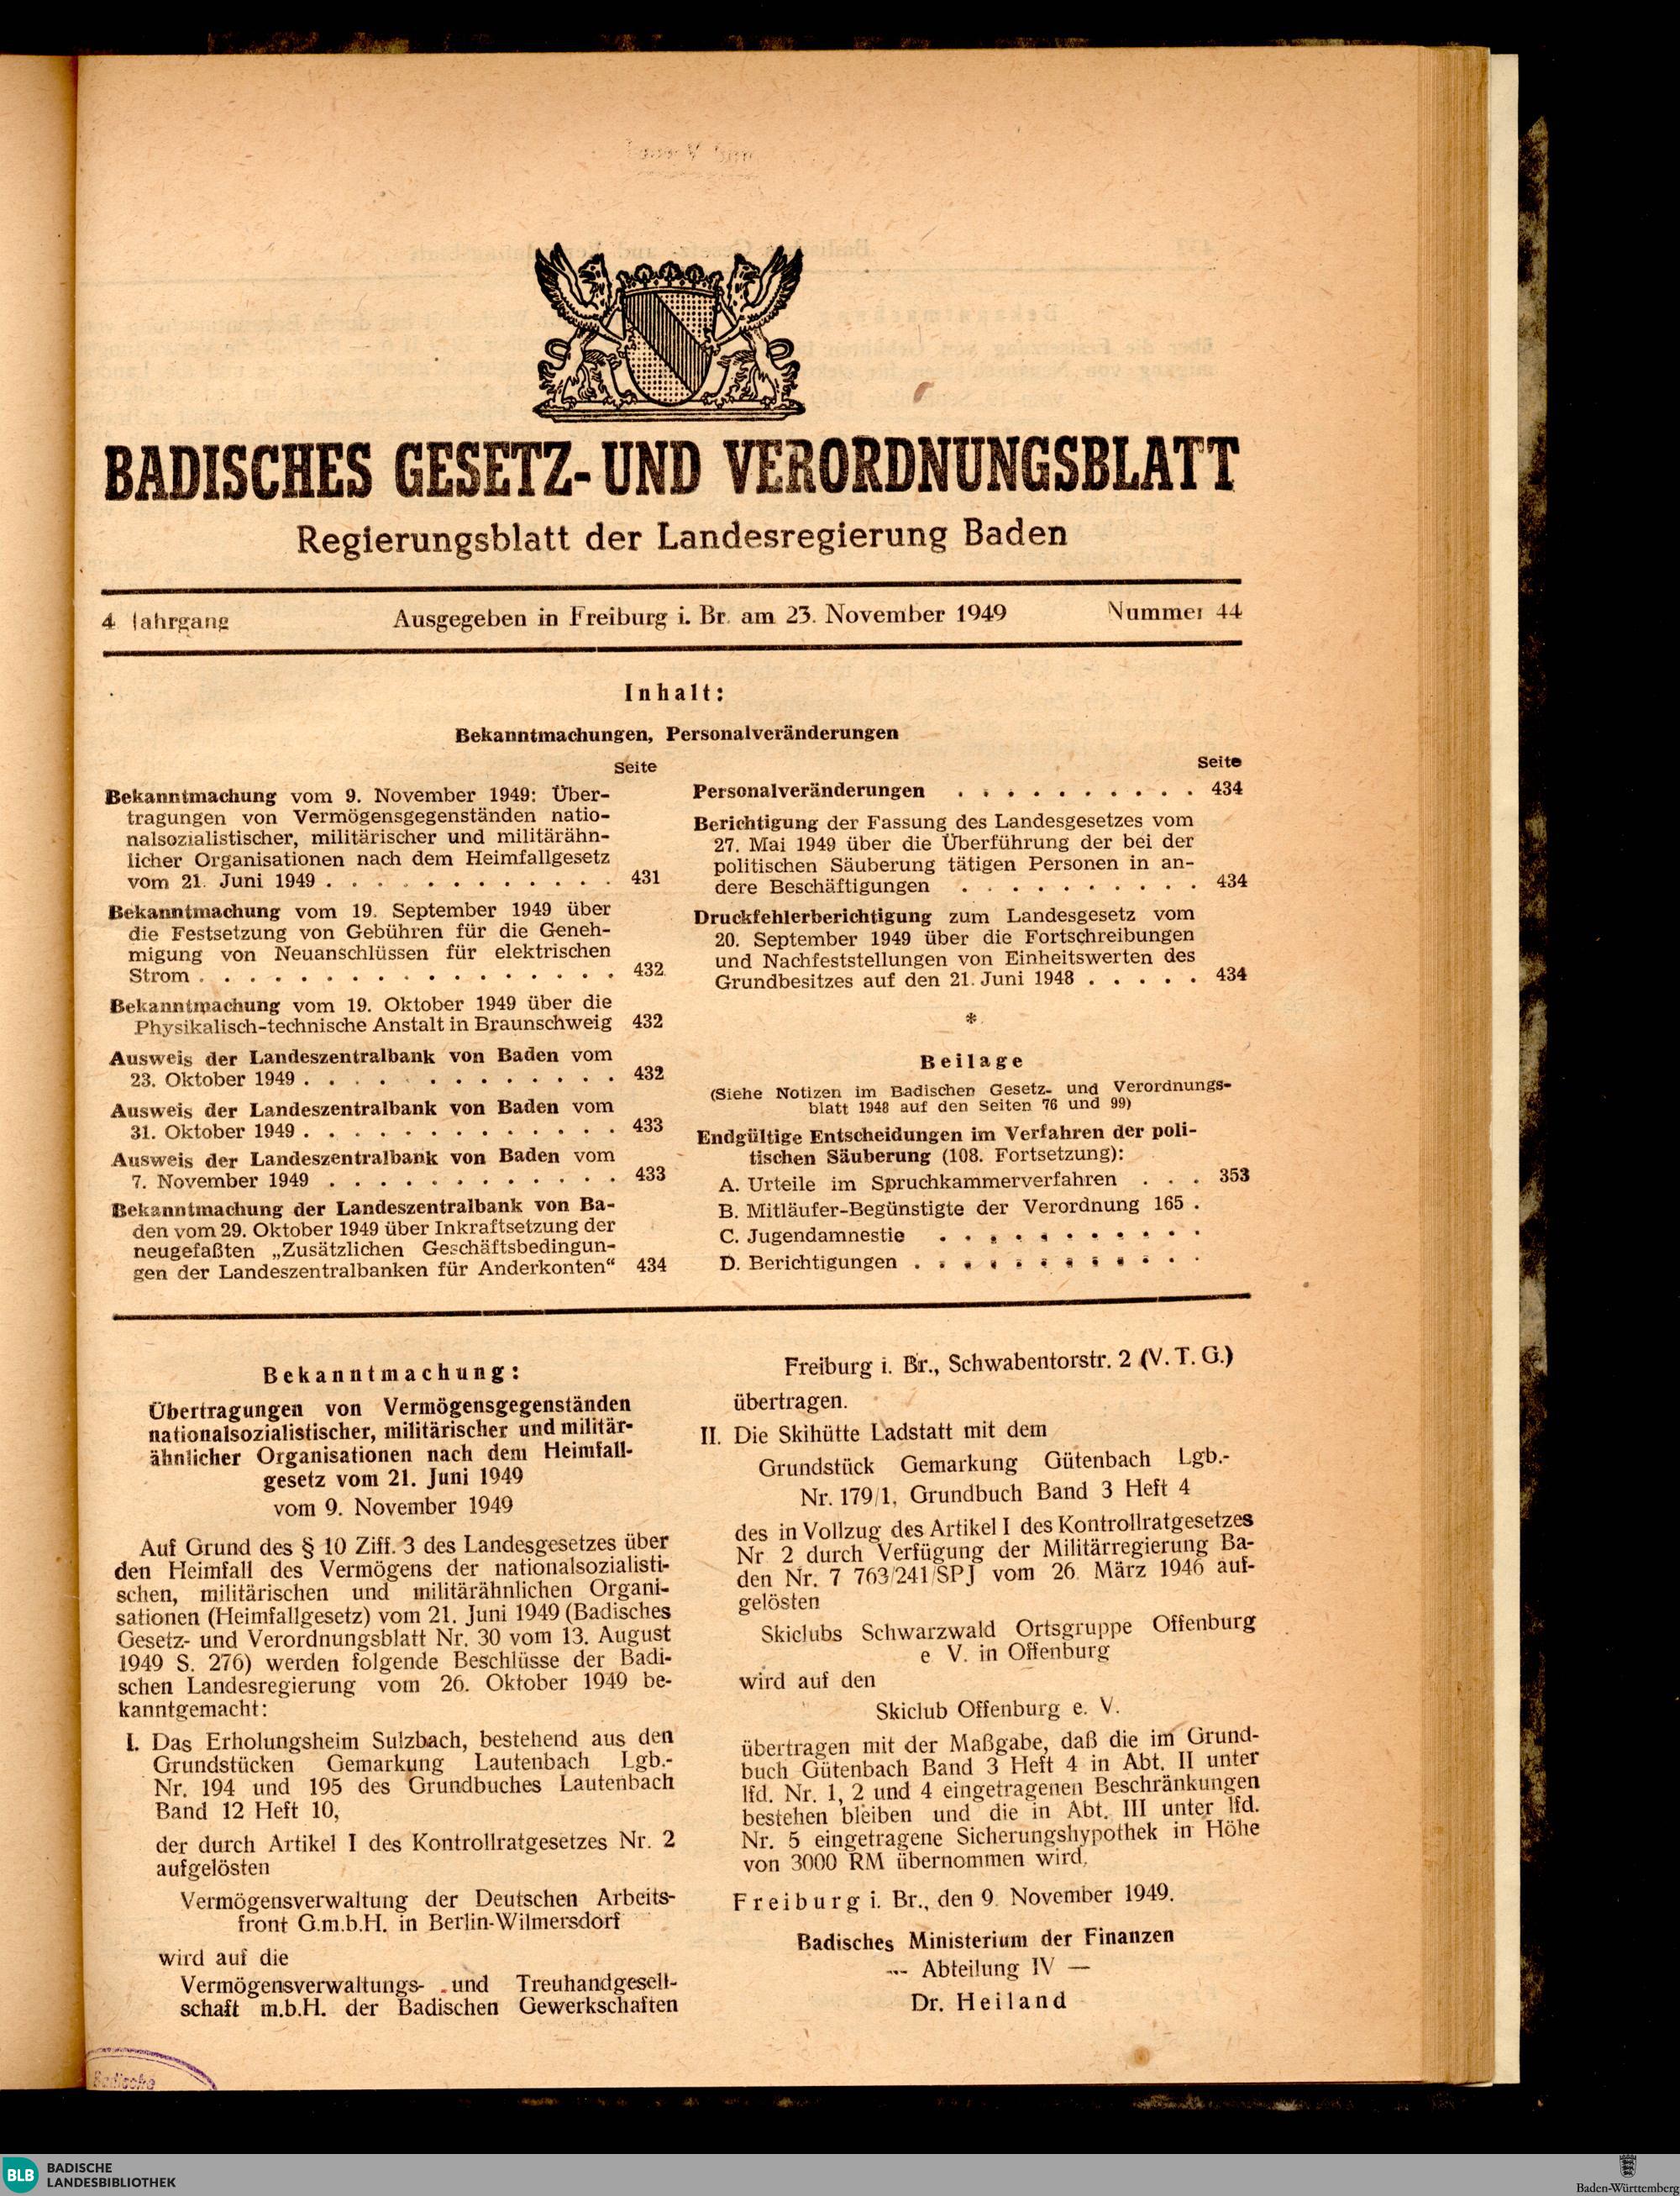 BADISCHES GESETZ- UND VERORDNUNGSBLATT
Regierungsblatt der Landesregierung Baden
4 Jahrgang
Ausgegeben in Freiburg i. Br. am 23. November 1949
Nummer 44
Inhalt:
Bekanntmachungen, Personalveränderungen
Seite
Bekanntmachung vom 9. November 1949: Über-
tragungen von Vermögensgegenständen natio-
nalsozialistischer, militärischer und militärähn-
licher Organisationen nach dem Heimfallgesetz
vom 21. Juni 1949 . . . . . . . . . . . . 431
Bekanntmachung vom 19. September 1949 über
die Festsetzung von Gebühren für die Geneh-
migung von Neuanschlüssen für elektrischen
Strom . . . . . . . . . . . . . . . . . 432
Bekanntmachung vom 19. Oktober 1949 über die
Physikalisch-technische Anstalt in Braunschweig 432
Ausweis der Landeszentralbank von Baden vom
23. Oktober 1949 . . . . . . . . . . . . . 432
Ausweis der Landeszentralbank von Baden vom
31. Oktober 1949 . . . . . . . . . . . . . 433
Ausweis der Landeszentralbank von Baden vom
7. November 1949 . . . . . . . . . . . . 433
Bekanntmachung der Landeszentralbank von Ba-
den vom 29. Oktober 1949 über Inkraftsetzung der
neugefaßten „Zusätzlichen Geschäftsbedingun-
gen der Landeszentralbanken für Anderkonten“ 434
Seite
Personalveränderungen . . . . . . . . . . 434
Berichtigung der Fassung des Landesgesetzes vom
27. Mai 1949 über die Überführung der bei der
politischen Säuberung tätigen Personen in an-
dere Beschäftigungen . . . . . . . . . . 434
Druckfehlerberichtigung zum Landesgesetz vom
20. September 1949 über die Fortschreibungen
und Nachfeststellungen von Einheitswerten des
Grundbesitzes auf den 21. Juni 1948 . . . . . 434
*
Beilage
(Siehe Notizen im Badischen Gesetz- und Verordnungs-
blatt 1948 auf den Seiten 76 und 99)
Endgültige Entscheidungen im Verfahren der poli-
tischen Säuberung (108. Fortsetzung):
A. Urteile im Spruchkammerverfahren . . . 353
B. Mitläufer-Begünstigte der Verordnung 165 .
C. Jugendamnestie . . . . . . . . . . .
D. Berichtigungen . . . . . . . . . . . .
Bekanntmachung:
Übertragungen von Vermögensgegenständen
nationalsozialistischer, militärischer und militär-
ähnlicher Organisationen nach dem Heimfall-
gesetz vom 21. Juni 1949
vom 9. November 1949
Auf Grund des § 10 Ziff. 3 des Landesgesetzes über
den Heimfall des Vermögens der nationalsozialisti-
schen, militärischen und militärähnlichen Organi-
sationen (Heimfallgesetz) vom 21. Juni 1949 (Badisches
Gesetz- und Verordnungsblatt Nr. 30 vom 13. August
1949 S. 276) werden folgende Beschlüsse der Badi-
schen Landesregierung vom 26. Oktober 1949 be-
kanntgemacht:
I. Das Erholungsheim Sulzbach, bestehend aus den
Grundstücken Gemarkung Lautenbach Lgb.-
Nr. 194 und 195 des Grundbuches Lautenbach
Band 12 Heft 10,
der durch Artikel I des Kontrollratgesetzes Nr. 2
aufgelösten
Vermögensverwaltung der Deutschen Arbeits-
front G.m.b.H. in Berlin-Wilmersdorf
wird auf die
Vermögensverwaltungs- und Treuhandgesell-
schaft m.b.H. der Badischen Gewerkschaften
Freiburg i. Br., Schwabentorstr. 2 (V. T. G.)
übertragen.
II. Die Skihütte Ladstatt mit dem
Grundstück Gemarkung Gütenbach Lgb.-
Nr. 179/1, Grundbuch Band 3 Heft 4
des in Vollzug des Artikel I des Kontrollratgesetzes
Nr 2 durch Verfügung der Militärregierung Ba-
den Nr. 7 763/241/SPJ vom 26. März 1946 auf-
gelösten
Skiclubs Schwarzwald Ortsgruppe Offenburg
e V. in Offenburg
wird auf den
Skiclub Offenburg e. V.
übertragen mit der Maßgabe, daß die im Grund-
buch Gütenbach Band 3 Heft 4 in Abt. II unter
lfd. Nr. 1, 2 und 4 eingetragenen Beschränkungen
bestehen bleiben und die in Abt. III unter lfd.
Nr. 5 eingetragene Sicherungshypothek in Höhe
von 3000 RM übernommen wird.
Freiburg i. Br., den 9. November 1949.
Badisches Ministerium der Finanzen
— Abteilung IV —
Dr. Heiland
Badische
BLB BADISCHE
LANDESBIBLIOTHEK
Baden-Württemberg